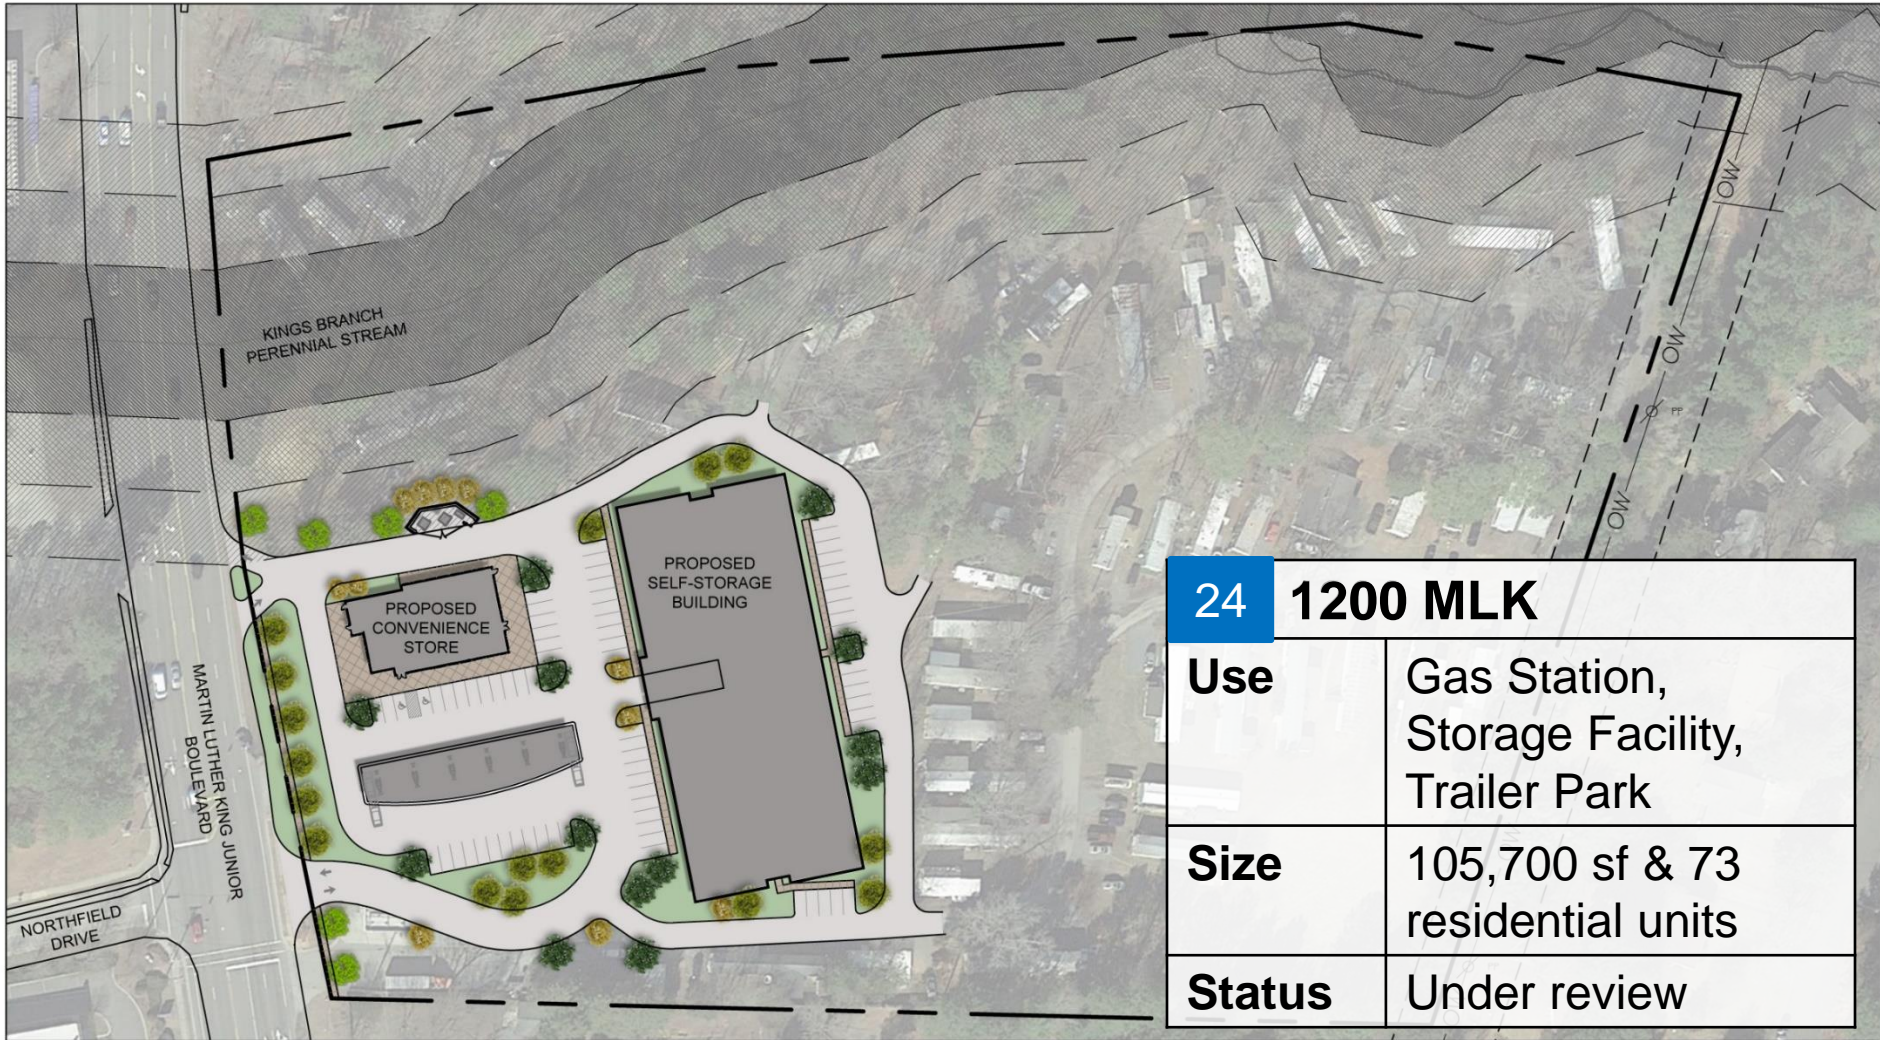 KINGS BRANCH
PERENNIAL STREAM
OW
OW
PP
OW
PROPOSED
SELF-STORAGE
BUILDING
PROPOSED
CONVENIENCE
STORE
MARTIN LUTHER KING JUNIOR
BOULEVARD
NORTHFIELD
DRIVE
24 1200 MLK
Use Gas Station,
Storage Facility,
Trailer Park
Size 105,700 sf & 73
residential units
Status Under review